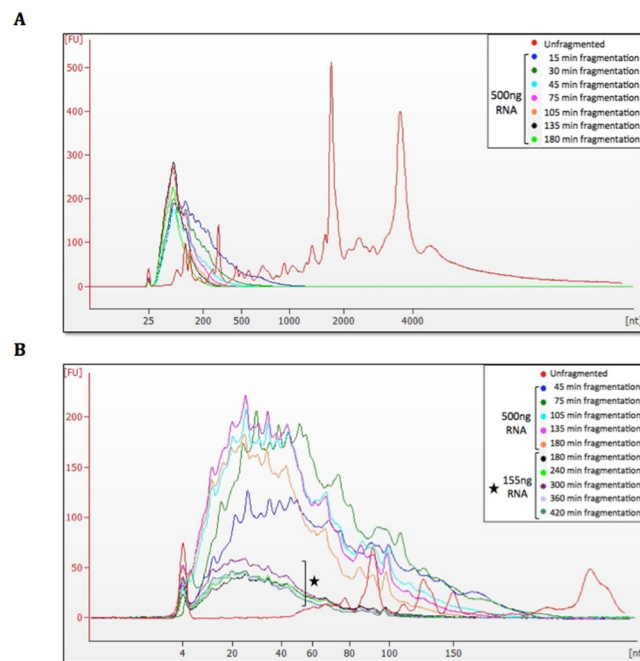 A
[FU]
500
400
300
200
100
0
25
200
500
1000
2000
4000
[nt]
Unfragmented
15 min fragmentation
30 min fragmentation
45 min fragmentation
75 min fragmentation
105 min fragmentation
135 min fragmentation
180 min fragmentation
500ng
RNA
B
[FU]
200
150
100
50
0
4
20
40
60
80
100
150
[nt]
Unfragmented
45 min fragmentation
75 min fragmentation
105 min fragmentation
135 min fragmentation
180 min fragmentation
180 min fragmentation
240 min fragmentation
300 min fragmentation
360 min fragmentation
420 min fragmentation
500ng
RNA
155ng
RNA